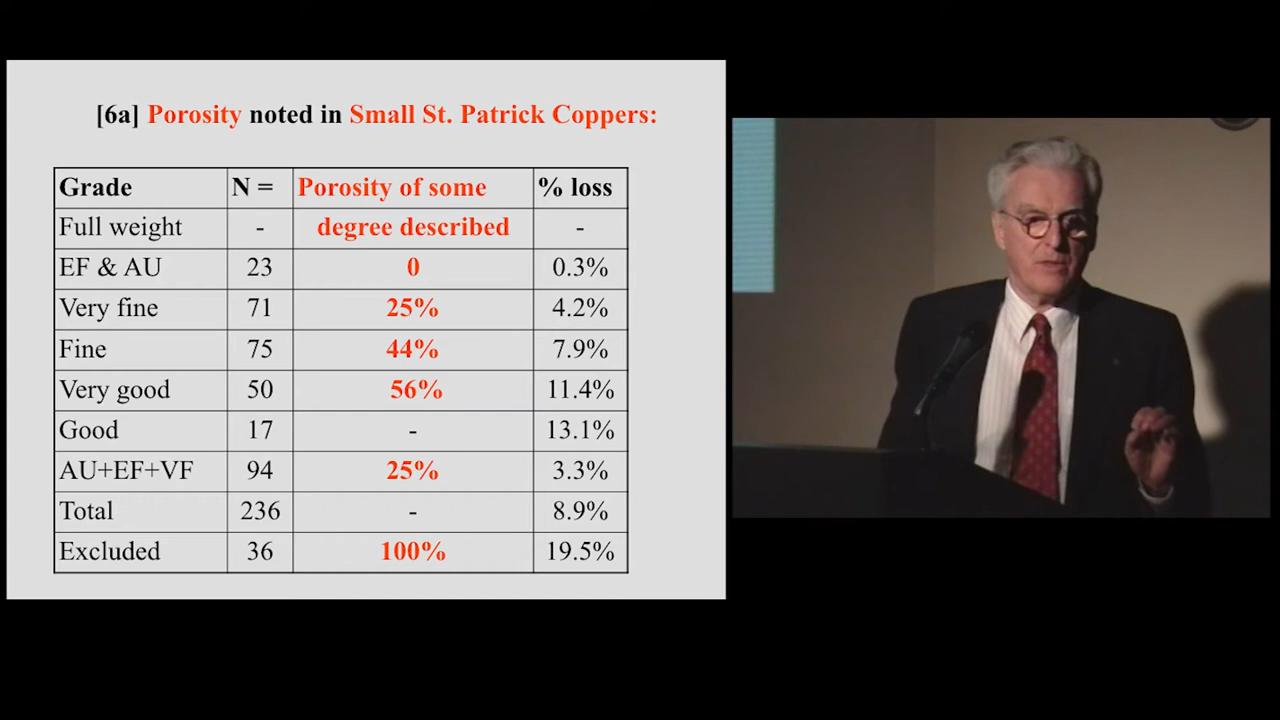 [6a] Porosity noted in Small St. Patrick Coppers:
Grade N = Porosity of some % loss
Full weight - degree described -
EF & AU 23 0 0.3%
Very fine 71 25% 4.2%
Fine 75 44% 7.9%
Very good 50 56% 11.4%
Good 17 - 13.1%
AU+EF+VF 94 25% 3.3%
Total 236 - 8.9%
Excluded 36 100% 19.5%